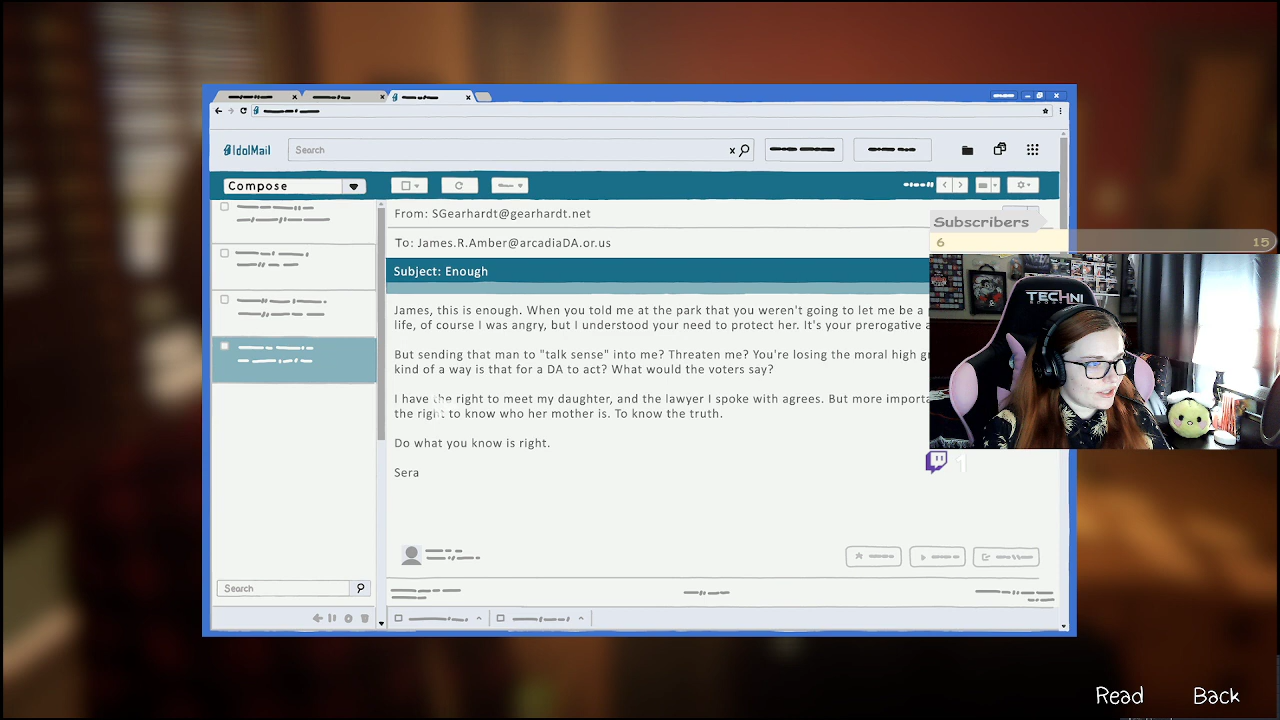 IdolMail
Search
Compose
From: SGearhardt@gearhardt.net
Subscribers
6 15
To: James.R.Amber@arcadiaDA.or.us
Subject: Enough
TECHNI
James, this is enough. When you told me at the park that you weren't going to let me be a
life, of course I was angry, but I understood your need to protect her. It's your prerogative
But sending that man to "talk sense" into me? Threaten me? You're losing the moral high
kind of a way is that for a DA to act? What would the voters say?
I have the right to meet my daughter, and the lawyer I spoke with agrees. But more
the right to know who her mother is. To know the truth.
Do what you know is right.
1
Sera
Search
Read Back